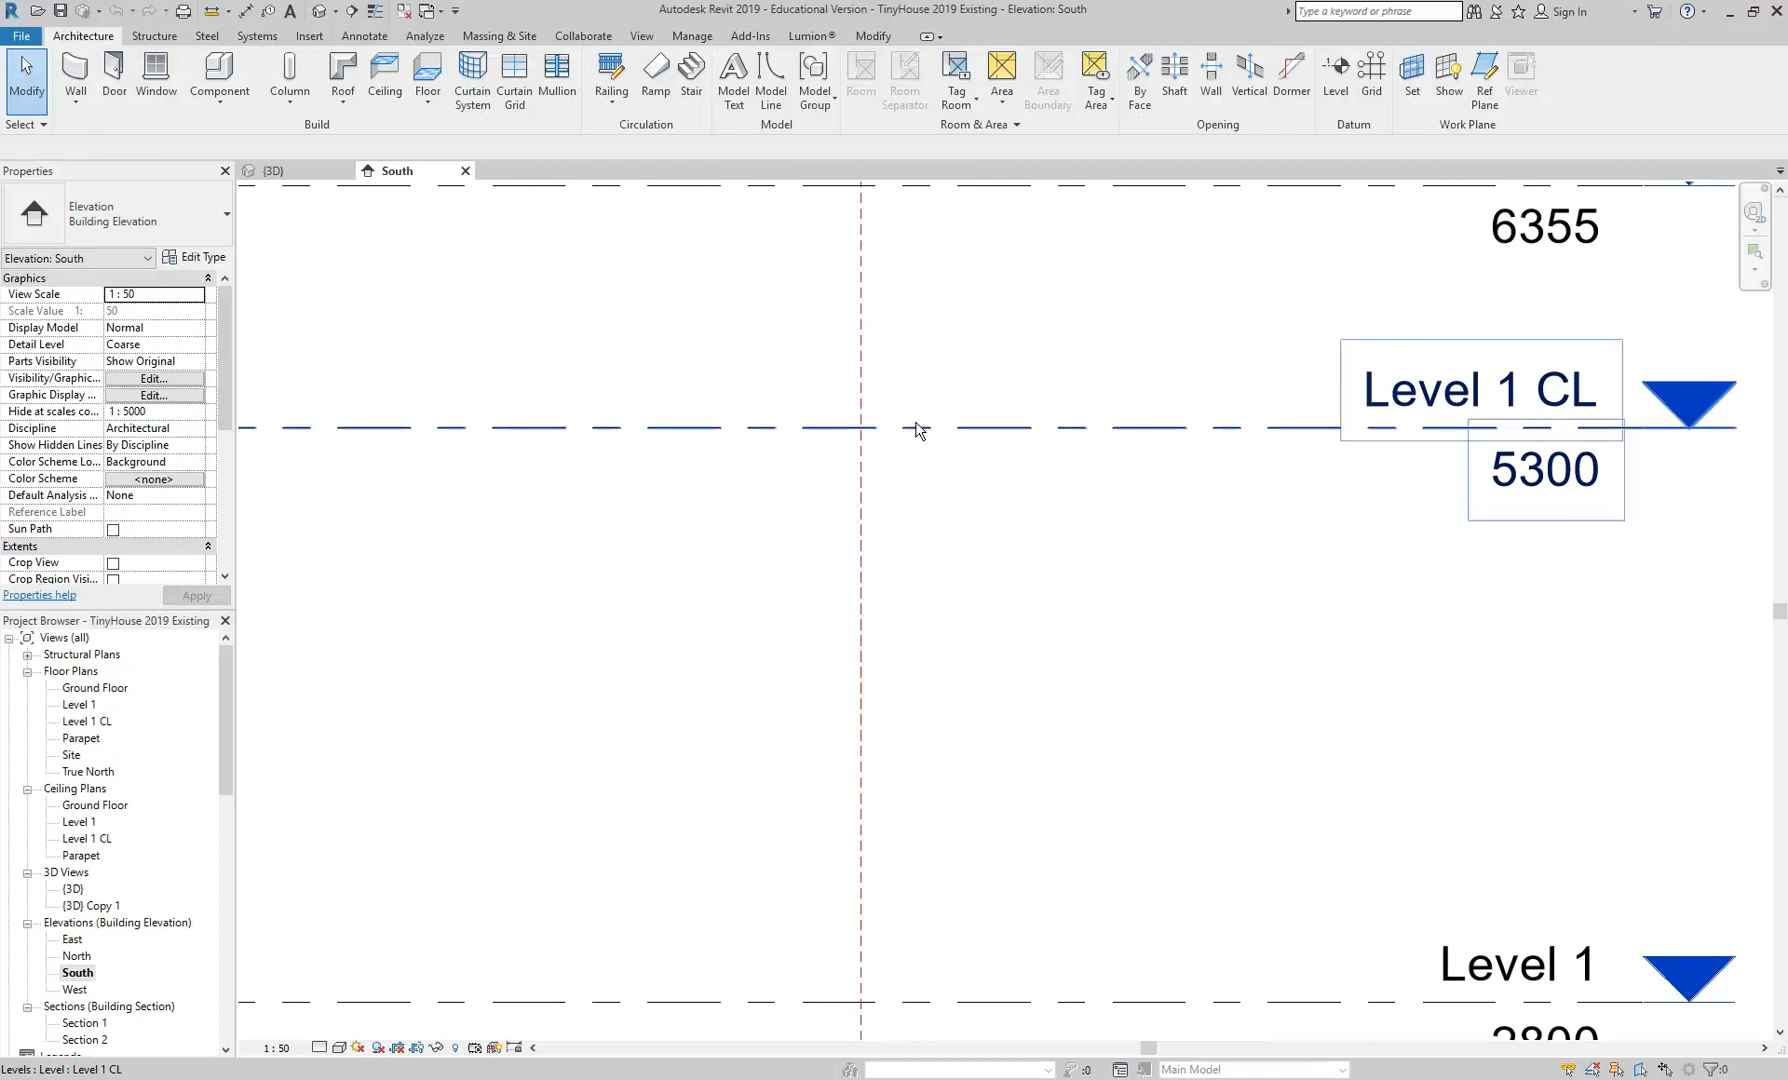 Autodesk Revit 2019 - Educational Version - TinyHouse 2019 Existing - Elevation: South
Type a keyword or phrase
Sign In
File Architecture Structure Steel Systems Insert Annotate Analyze Massing & Site Collaborate View Manage Add-Ins Lumion® Modify
Modify Wall Door Window Component Column Roof Ceiling Floor Curtain System Curtain Grid Mullion Railing Ramp Stair Model Text Model Line Model Group Room Room Separator Tag Room Area Area Boundary Tag Area By Face Shaft Wall Vertical Dormer Level Grid Set Show Ref Plane Viewer
Select Build Circulation Model Room & Area Opening Datum Work Plane
Properties
{3D} South
Elevation
Building Elevation
Elevation: South Edit Type
Graphics
View Scale 1 : 50
Scale Value 1: 50
Display Model Normal
Detail Level Coarse
Parts Visibility Show Original
Visibility/Graphic... Edit...
Graphic Display ... Edit...
Hide at scales co... 1 : 5000
Discipline Architectural
Show Hidden Lines By Discipline
Color Scheme Lo... Background
Color Scheme <none>
Default Analysis ... None
Reference Label
Sun Path
Extents
Crop View
Crop Region Visi...
Properties help Apply
Project Browser - TinyHouse 2019 Existing
Views (all)
Structural Plans
Floor Plans
Ground Floor
Level 1
Level 1 CL
Parapet
Site
True North
Ceiling Plans
Ground Floor
Level 1
Level 1 CL
Parapet
3D Views
{3D}
{3D} Copy 1
Elevations (Building Elevation)
East
North
South
West
Sections (Building Section)
Section 1
Section 2
6355
Level 1 CL
5300
Level 1
2800
1 : 50
Levels : Level : Level 1 CL
:0
Main Model
:0